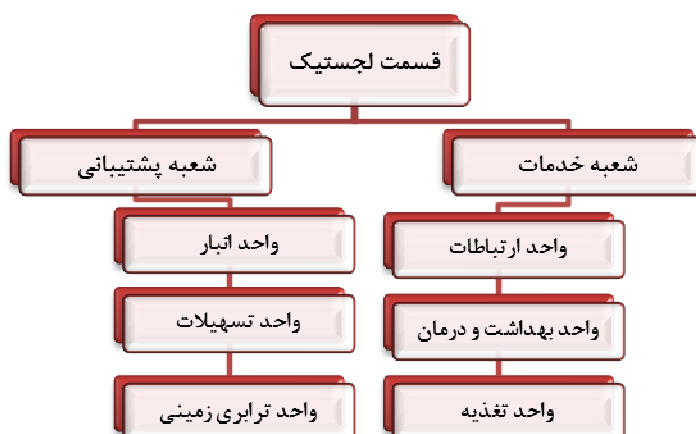 قسمت لجستیک
شعبه خدمات
شعبه پشتیبانی
واحد ارتباطات
واحد انبار
واحد بهداشت و درمان
واحد تسهیلات
واحد تغذیه
واحد ترابری زمینی